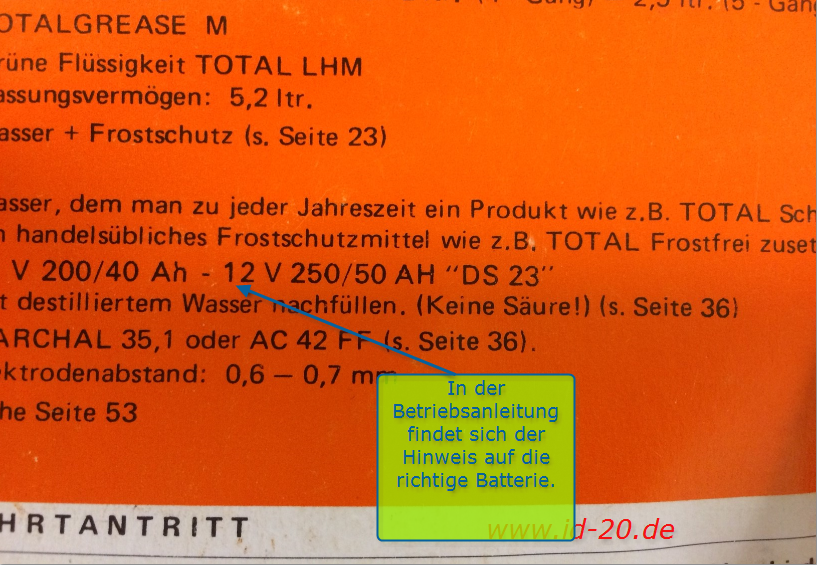 OTALGREASE M
rüne Flüssigkeit TOTAL LHM
assungsvermögen: 5,2 ltr.
asser + Frostschutz (s. Seite 23)
asser, dem man zu jeder Jahreszeit ein Produkt wie z.B. TOTAL Sch
n handelsübliches Frostschutzmittel wie z.B. TOTAL Frostfrei zuset
V 200/40 Ah - 12 V 250/50 AH "DS 23"
t destilliertem Wasser nachfüllen. (Keine Säure!) (s. Seite 36)
ARCHAL 35,1 oder AC 42 FF (s. Seite 36).
ktrodenabstand: 0,6 – 0,7 mm
he Seite 53
In der
Betriebsanleitung
findet sich der
Hinweis auf die
richtige Batterie.
HRTANTRITT
www.id-20.de